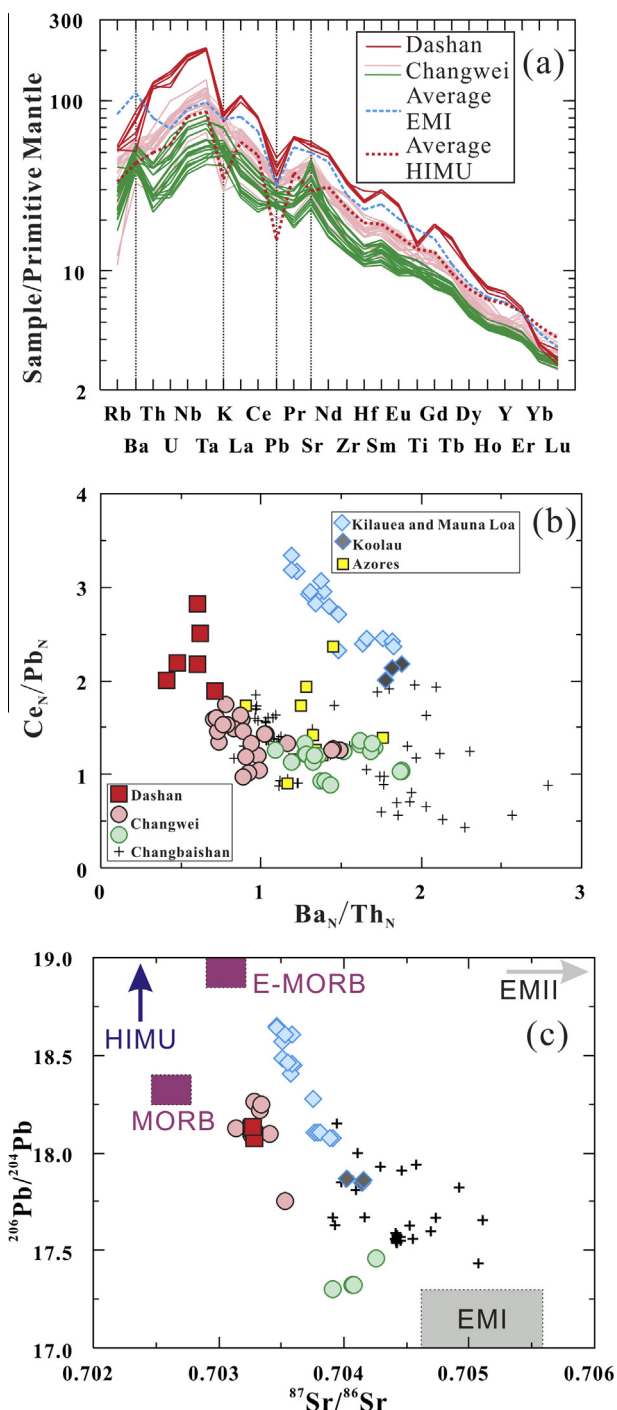 300
100
10
2
Sample/Primitive Mantle
(a)
Dashan
Changwei
Average
EMI
Average
HIMU
Rb Th Nb K Ce Pr Nd Hf Eu Gd Dy Y Yb
Ba U Ta La Pb Sr Zr Sm Ti Tb Ho Er Lu
4
3
2
1
0
CeN/PbN
(b)
Kilauea and Mauna Loa
Koolau
Azores
Dashan
Changwei
Changbaishan
0 1 2 3
BaN/ThN
19.0
18.5
18.0
17.5
17.0
206Pb/204Pb
(c)
E-MORB
EMII
HIMU
MORB
EMI
0.702 0.703 0.704 0.705 0.706
87Sr/86Sr